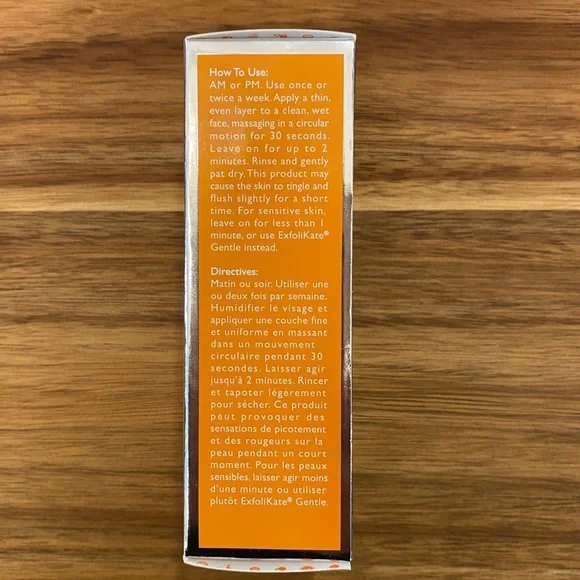 How To Use:
AM or PM. Use once or
twice a week. Apply a thin,
even layer to a clean, wet
face, massaging in a circular
motion for 30 seconds.
Leave on for up to 2
minutes. Rinse and gently
pat dry. This product may
cause the skin to tingle and
flush slightly for a short
time. For sensitive skin,
leave on for less than 1
minute, or use ExfoliKate®
Gentle instead.
Directives:
Matin ou soir. Utiliser une
ou deux fois par semaine.
Humidifier le visage et
appliquer une couche fine
et uniforme en massant
dans un mouvement
circulaire pendant 30
secondes. Laisser agir
jusqu'à 2 minutes. Rincer
et tapoter légèrement
pour sécher. Ce produit
peut provoquer des
sensations de picotement
et des rougeurs sur la
peau pendant un court
moment. Pour les peaux
sensibles, laisser agir moins
d'une minute ou utiliser
plutôt ExfoliKate® Gentle.